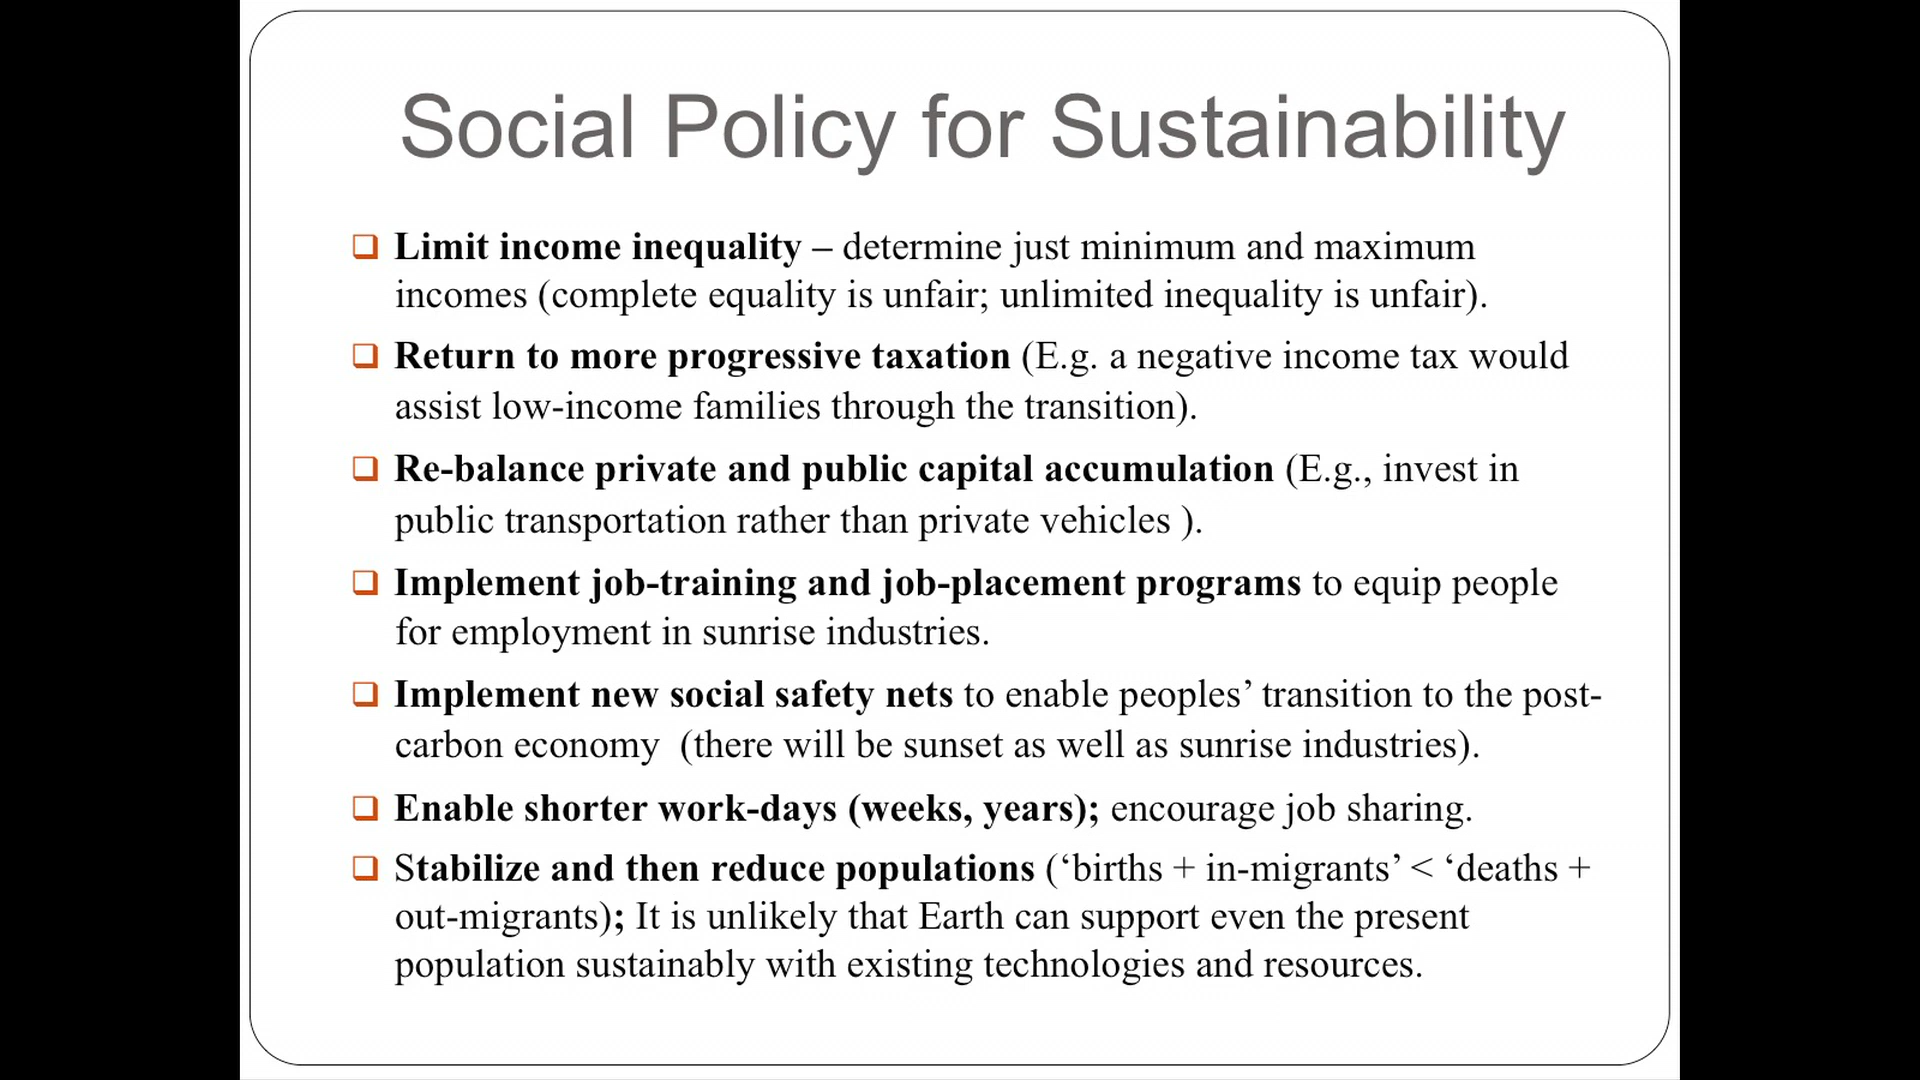 Social Policy for Sustainability
❑ Limit income inequality – determine just minimum and maximum
incomes (complete equality is unfair; unlimited inequality is unfair).
❑ Return to more progressive taxation (E.g. a negative income tax would
assist low-income families through the transition).
❑ Re-balance private and public capital accumulation (E.g., invest in
public transportation rather than private vehicles ).
❑ Implement job-training and job-placement programs to equip people
for employment in sunrise industries.
❑ Implement new social safety nets to enable peoples’ transition to the post-
carbon economy  (there will be sunset as well as sunrise industries).
❑ Enable shorter work-days (weeks, years); encourage job sharing.
❑ Stabilize and then reduce populations (‘births + in-migrants’ < ‘deaths +
out-migrants); It is unlikely that Earth can support even the present
population sustainably with existing technologies and resources.